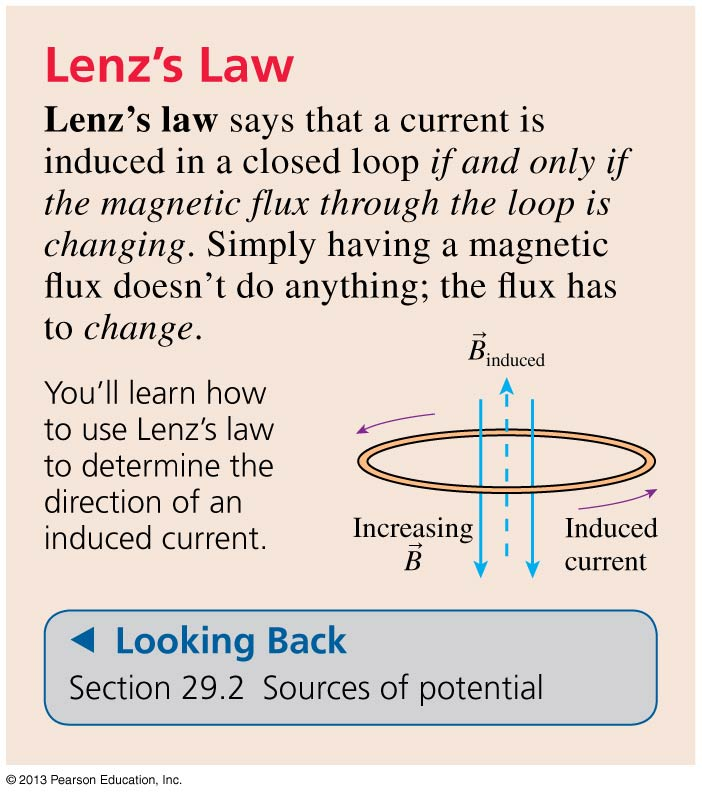 Lenz's Law
Lenz's law says that a current is
induced in a closed loop if and only if
the magnetic flux through the loop is
changing. Simply having a magnetic
flux doesn't do anything; the flux has
to change.
You'll learn how
to use Lenz's law
to determine the
direction of an
induced current.
B⃗induced
Increasing
B⃗
Induced
current
◀ Looking Back
Section 29.2 Sources of potential
© 2013 Pearson Education, Inc.